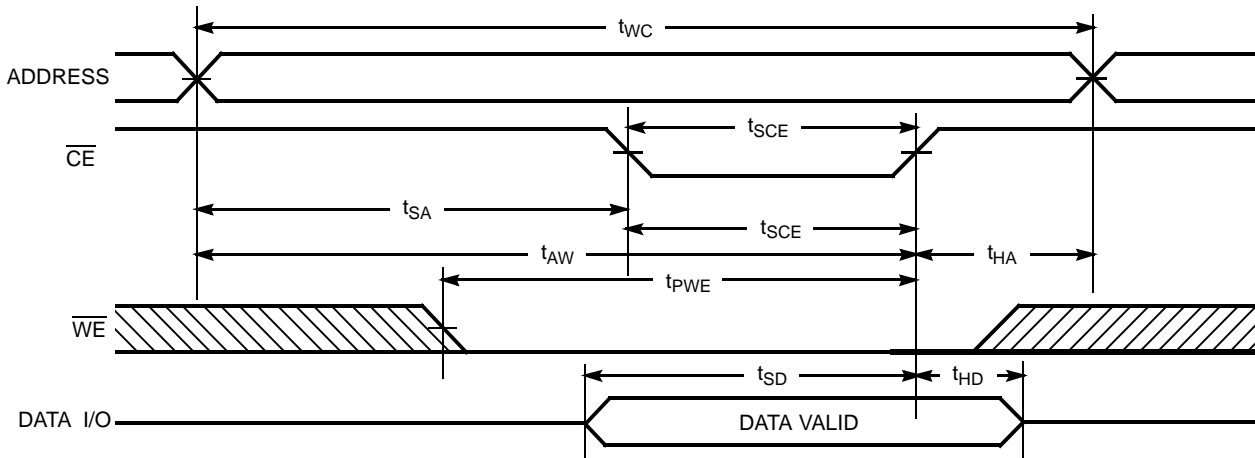 tWC
ADDRESS
tSCE
CE
tSA
tSCE
tAW
tHA
tPWE
WE
tSD
tHD
DATA I/O
DATA VALID